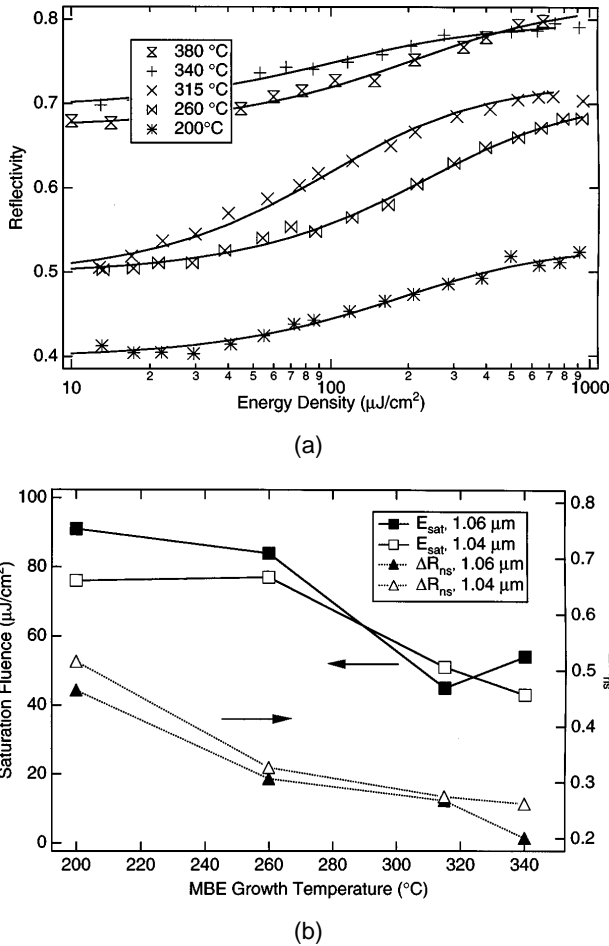 0.8
0.7
0.6
0.5
0.4
Reflectivity
380 °C
340 °C
315 °C
260 °C
200°C
10 2 3 4 5 6 7 8 9 100 2 3 4 5 6 7 8 9 1000
Energy Density (μJ/cm²)
(a)
100
80
60
40
20
0
Saturation Fluence (μJ/cm²)
E_sat, 1.06 μm
E_sat, 1.04 μm
ΔR_ns, 1.06 μm
ΔR_ns, 1.04 μm
0.8
0.7
0.6
0.5
0.4
0.3
0.2
ns
200 220 240 260 280 300 320 340
MBE Growth Temperature (°C)
(b)